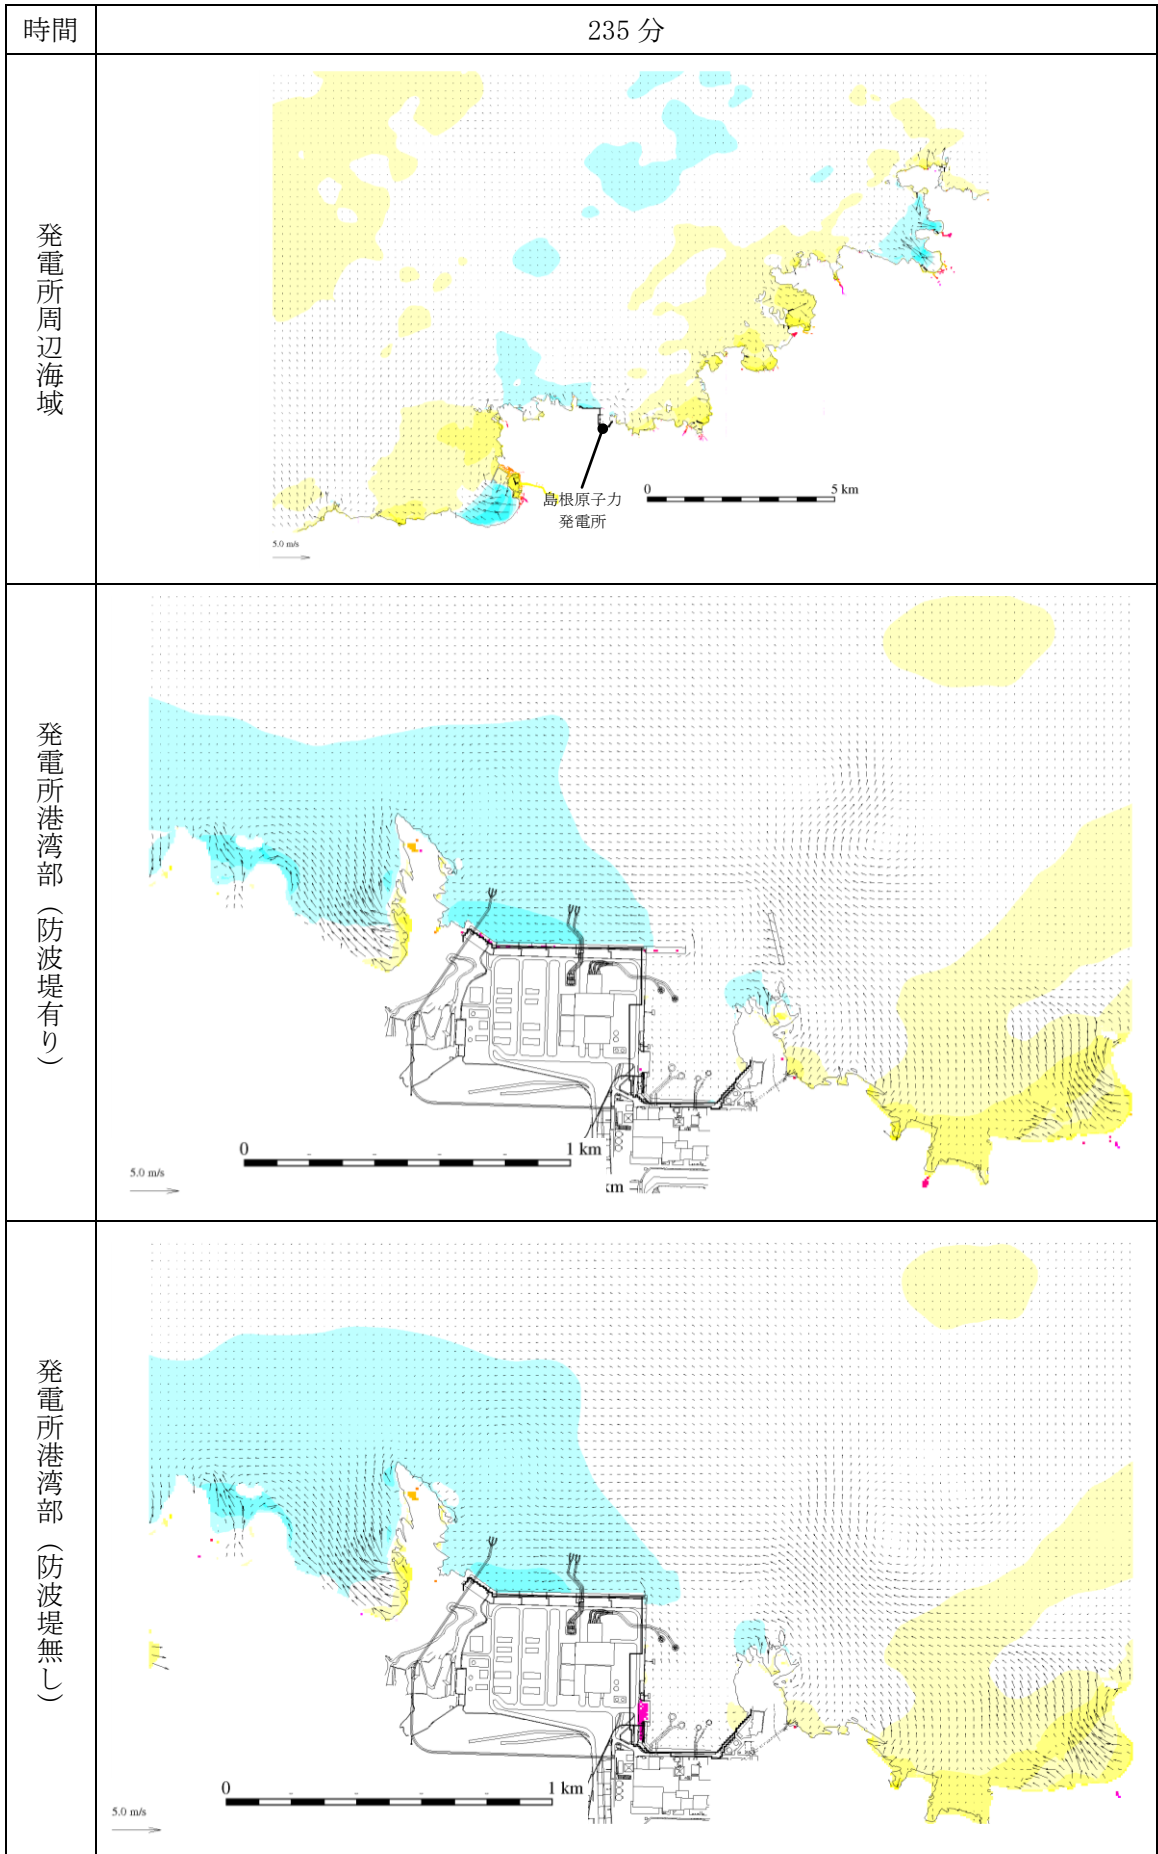 時間
235 分
発電所周辺海域
島根原子力
発電所
0
5 km
5.0 m/s
発電所港湾部（防波堤有り）
0
1 km
5.0 m/s
km
発電所港湾部（防波堤無し）
0
1 km
5.0 m/s